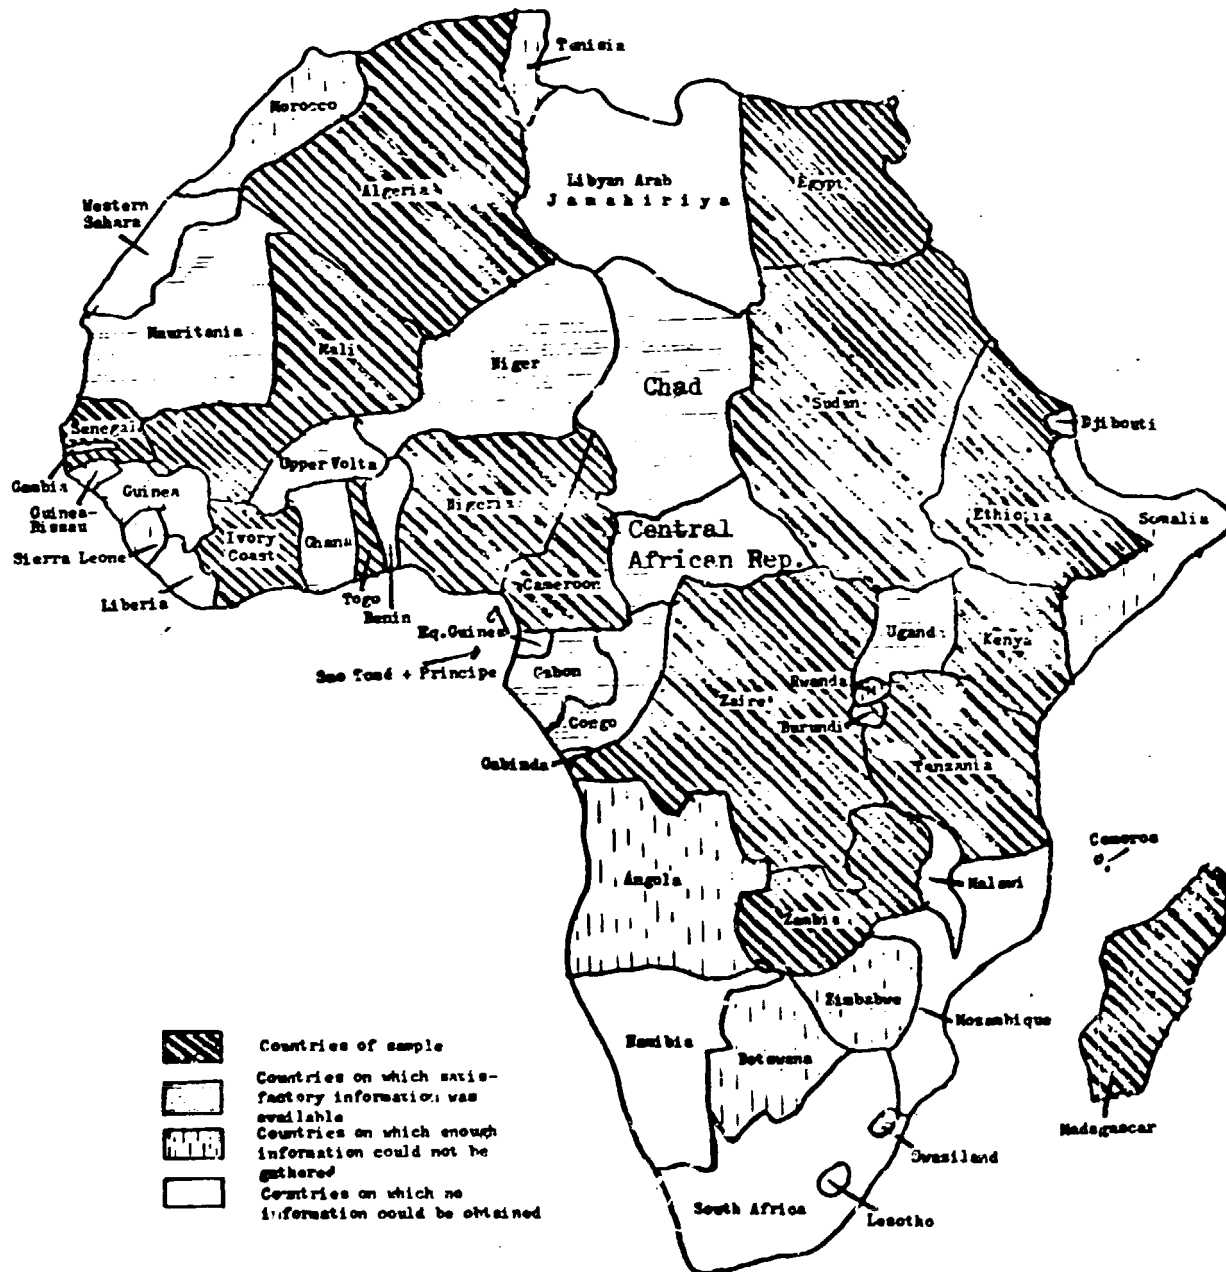 Tunisia
Morocco
Algeria
Libyan Arab
Jamahiriya
Egypt
Western
Sahara
Mauritania
Mali
Niger
Chad
Sudan
Djibouti
Senegal
Gambia
Guinea-
Bissau
Guinea
Sierra Leone
Liberia
Ivory
Coast
Upper Volta
Ghana
Togo
Benin
Nigeria
Cameroon
Central
African Rep.
Ethiopia
Somalia
Eq.Guinea
Sao Tomé + Principe
Gabon
Congo
Cabinda
Zaire
Uganda
Kenya
Rwanda
Burundi
Tanzania
Comoros
Angola
Zambia
Malawi
Zimbabwe
Mozambique
Namibia
Botswana
Madagascar
Swaziland
South Africa
Lesotho
Countries of sample
Countries on which satis-
factory information was
available
Countries on which enough
information could not be
gathered
Countries on which no
information could be obtained